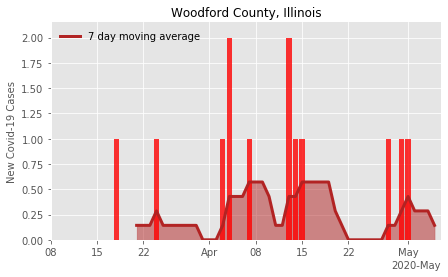 Woodford County, Illinois
7 day moving average
New Covid-19 Cases
2.00
1.75
1.50
1.25
1.00
0.75
0.50
0.25
0.00
08 15 22 Apr 08 15 22 May
2020-May